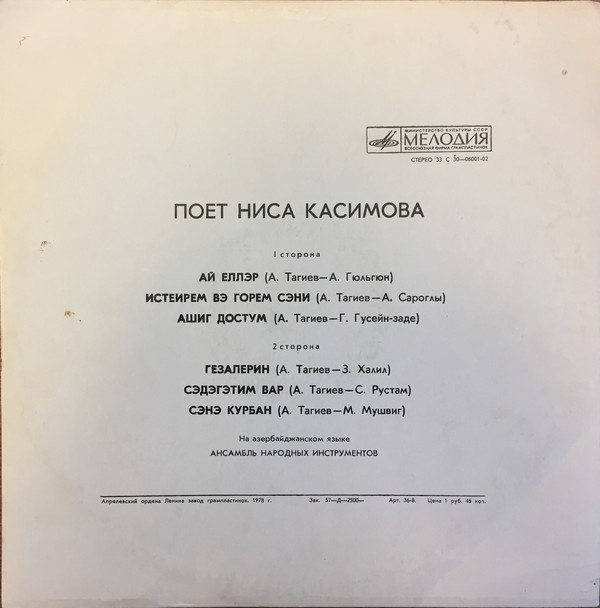 МИНИСТЕРСТВО КУЛЬТУРЫ СССР
МЕЛОДИЯ
ВСЕСОЮЗНАЯ ФИРМА ГРАМПЛАСТИНОК
СТЕРЕО 33 С 30—06001-02
ПОЕТ НИСА КАСИМОВА
1 сторона
АЙ ЕЛЛЭР (А. Тагиев—А. Гюльгюн)
ИСТЕИРЕМ ВЭ ГОРЕМ СЭНИ (А. Тагиев—А. Сароглы)
АШИГ ДОСТУМ (А. Тагиев—Г. Гусейн-заде)
2 сторона
ГЕЗАЛЕРИН (А. Тагиев—З. Халил)
СЭДЭГЭТИМ ВАР (А. Тагиев—С. Рустам)
СЭНЭ КУРБАН (А. Тагиев—М. Мушвиг)
На азербайджанском языке
АНСАМБЛЬ НАРОДНЫХ ИНСТРУМЕНТОВ
Апрелевский ордена Ленина завод грампластинок. 1978 г. Зак. 57—Д—2500— Арт. 36-8. Цена 1 руб. 45 коп.